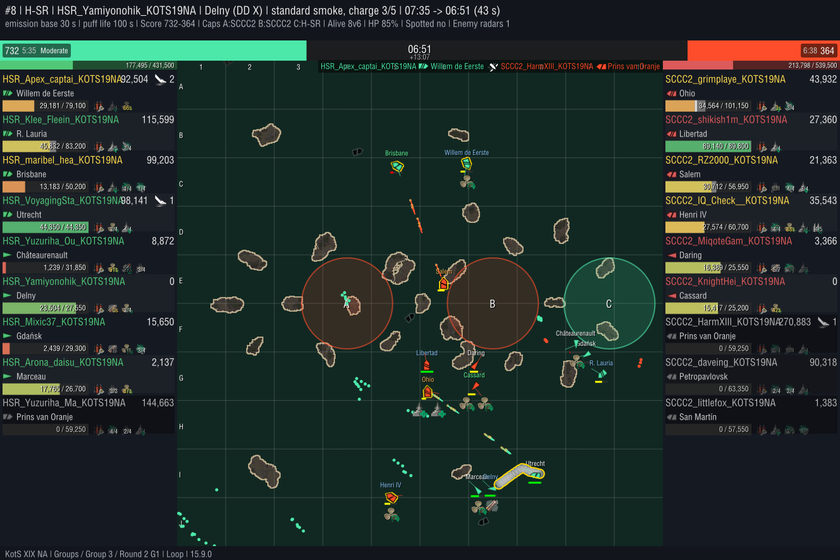 #8 | H-SR | HSR_Yamiyonohik_KOTS19NA | Delny (DD X) | standard smoke, charge 3/5 | 07:35 -> 06:51 (43 s)
emission base 30 s | puff life 100 s | Score 732-364 | Caps A:SCCC2 B:SCCC2 C:H-SR | Alive 8v6 | HP 85% | Spotted no | Enemy radars 1
732 5:35 Moderate
06:51
+13:07
6:38 364
177,495 / 431,500
213,798 / 539,500
HSR_Apex_captai_KOTS19NA Willem de Eerste SCCC2_HarmXIII_KOTS19NA Prins van Oranje
HSR_Apex_captai_KOTS19NA 92,504 2
Willem de Eerste
29,181 / 79,100
HSR_Klee_Fleein_KOTS19NA 115,599
R. Lauria
HSR_maribel_hea_KOTS19NA 99,203
Brisbane
13,183 / 50,200
HSR_VoyagingSta_KOTS19NA 98,141 1
Utrecht
HSR_Yuzuriha_Ou_KOTS19NA 8,872
Châteaurenault
1,239 / 31,850
HSR_Yamiyonohik_KOTS19NA 0
Delny
HSR_Mixic37_KOTS19NA 15,650
Gdańsk
2,439 / 29,300
HSR_Arona_daisu_KOTS19NA 2,137
Marceau
HSR_Yuzuriha_Ma_KOTS19NA 144,663
Prins van Oranje
0 / 59,250
1 2 3 4 5 6 7 8 9 10
A
B
C
D
E
F
G
H
I
J
Brisbane
Willem de Eerste
Salem
A
B
C
Châteaurenault
Gdańsk
R. Lauria
Libertad
Daring
Ohio
Cassard
Utrecht
Marceau
Delny
Henri IV
SCCC2_grimplaye_KOTS19NA 43,932
Ohio
SCCC2_shikish1m_KOTS19NA 27,360
Libertad
SCCC2_RZ2000_KOTS19NA 21,363
Salem
SCCC2_IQ_Check__KOTS19NA 35,543
Henri IV
27,574 / 60,700
SCCC2_MiqoteGam_KOTS19NA 3,366
Daring
SCCC2_KnightHei_KOTS19NA 0
Cassard
SCCC2_HarmXIII_KOTS19NA 270,883 1
Prins van Oranje
0 / 59,250
SCCC2_daveing_KOTS19NA 90,318
Petropavlovsk
0 / 63,350
SCCC2_littlefox_KOTS19NA 1,383
San Martín
0 / 57,550
KotS XIX NA | Groups / Group 3 / Round 2 G1 | Loop | 15.9.0